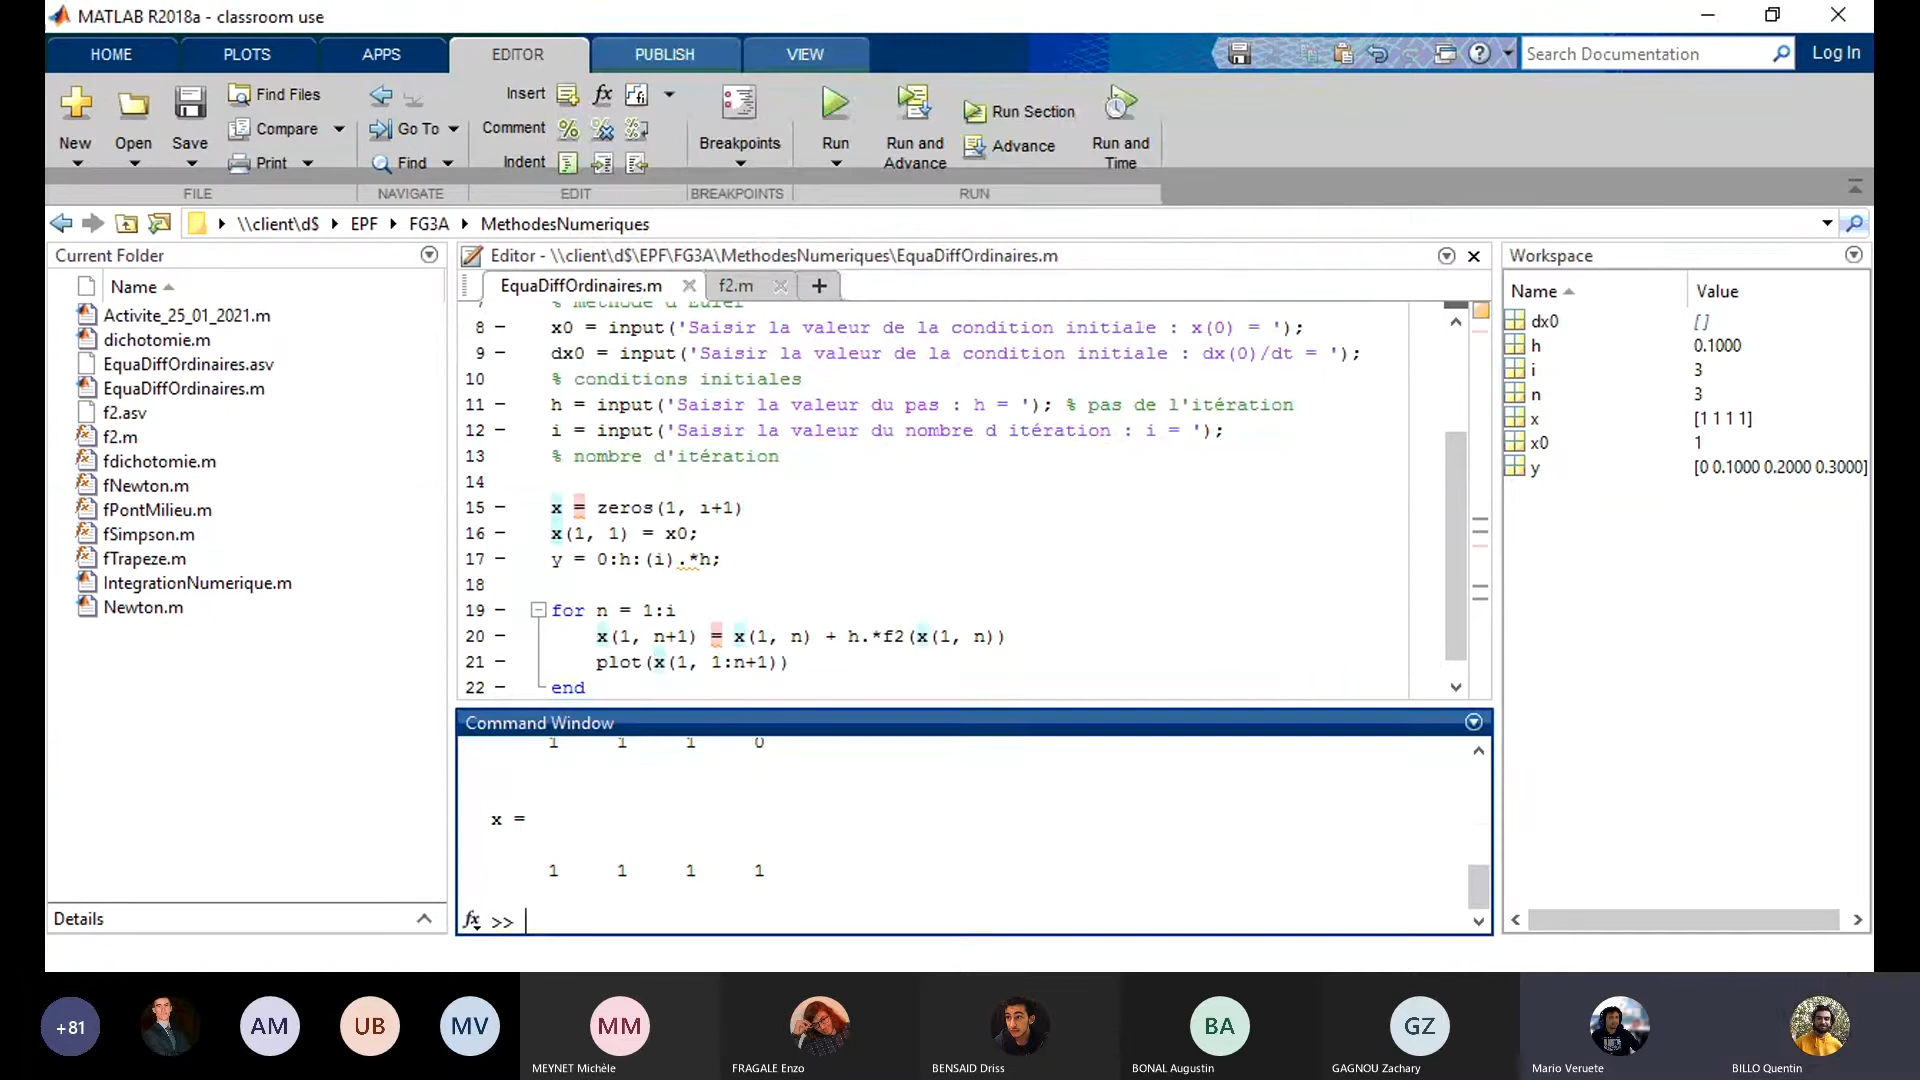 MATLAB R2018a - classroom use
HOME PLOTS APPS EDITOR PUBLISH VIEW
Search Documentation
Log In
New
Open
Save
Find Files
Compare
Print
Go To
Find
Insert
Comment
Indent
Breakpoints
Run
Run and Advance
Run Section
Advance
Run and Time
FILE NAVIGATE EDIT BREAKPOINTS RUN
\\client\d$ EPF FG3A MethodesNumeriques
Current Folder
Name
Activite_25_01_2021.m
dichotomie.m
EquaDiffOrdinaires.asv
EquaDiffOrdinaires.m
f2.asv
f2.m
fdichotomie.m
fNewton.m
fPontMilieu.m
fSimpson.m
fTrapeze.m
IntegrationNumerique.m
Newton.m
Details
Editor - \\client\d$\EPF\FG3A\MethodesNumeriques\EquaDiffOrdinaires.m
EquaDiffOrdinaires.m f2.m
7 % methode d'Euler
8 - x0 = input('Saisir la valeur de la condition initiale : x(0) = ');
9 - dx0 = input('Saisir la valeur de la condition initiale : dx(0)/dt = ');
10 % conditions initiales
11 - h = input('Saisir la valeur du pas : h = '); % pas de l'itération
12 - i = input('Saisir la valeur du nombre d itération : i = ');
13 % nombre d'itération
14
15 - x = zeros(1, i+1)
16 - x(1, 1) = x0;
17 - y = 0:h:(i).*h;
18
19 - for n = 1:i
20 - x(1, n+1) = x(1, n) + h.*f2(x(1, n))
21 - plot(x(1, 1:n+1))
22 - end
Command Window
1 1 1 0
x =
1 1 1 1
fx >>
Workspace
Name Value
dx0 []
h 0.1000
i 3
n 3
x [1 1 1 1]
x0 1
y [0 0.1000 0.2000 0.3000]
+81
AM
UB
MV
MM
MEYNET Michèle
FRAGALE Enzo
BENSAID Driss
BA
BONAL Augustin
GZ
GAGNOU Zachary
Mario Veruete
BILLO Quentin